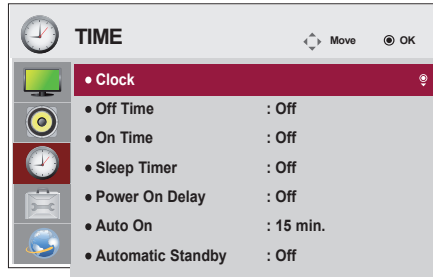 TIME Move OK
● Clock
● Off Time : Off
● On Time : Off
● Sleep Timer : Off
● Power On Delay : Off
● Auto On : 15 min.
● Automatic Standby : Off